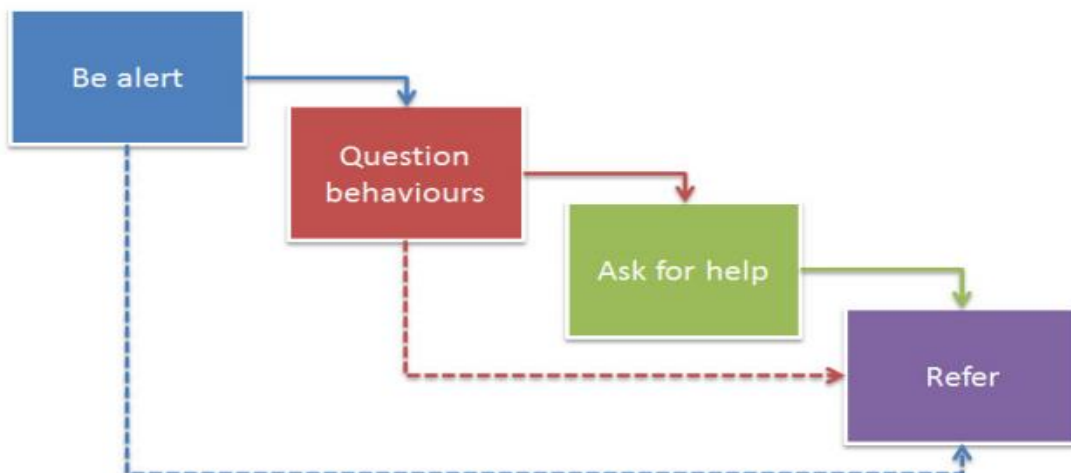 Be alert
Question
behaviours
Ask for help
Refer